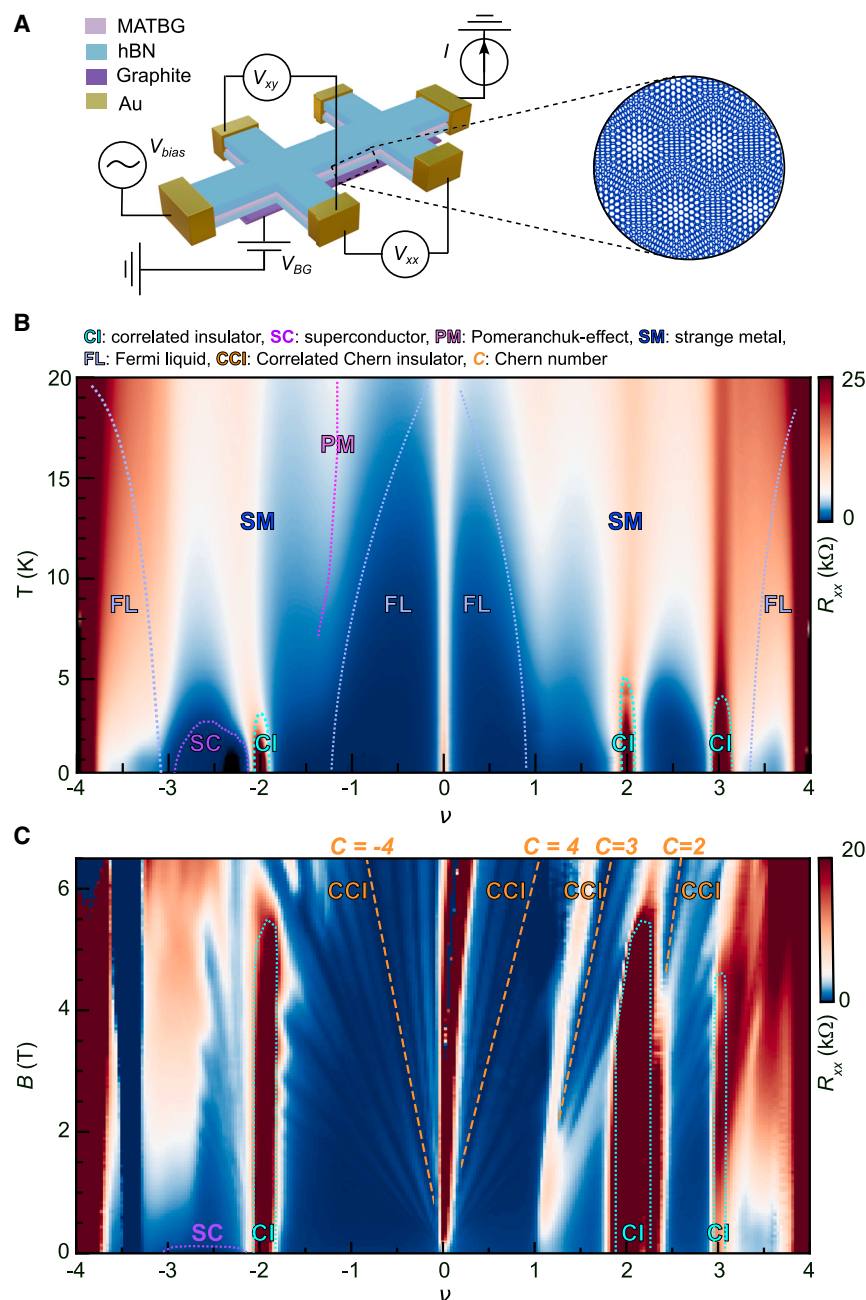 A
MATBG
hBN
Graphite
Au
Vxy
I
Vbias
VBG
Vxx
B
CI: correlated insulator, SC: superconductor, PM: Pomeranchuk-effect, SM: strange metal,
FL: Fermi liquid, CCI: Correlated Chern insulator, C: Chern number
20
15
10
5
0
T (K)
PM
SM
SM
FL
FL
FL
FL
SC
CI
CI
CI
-4
-3
-2
-1
0
1
2
3
4
ν
25
0
Rxx (kΩ)
C
C = -4
C = 4
C=3
C=2
6
4
2
0
B (T)
CCI
CCI
CCI
CCI
SC
CI
CI
CI
-4
-3
-2
-1
0
1
2
3
4
ν
20
0
Rxx (kΩ)